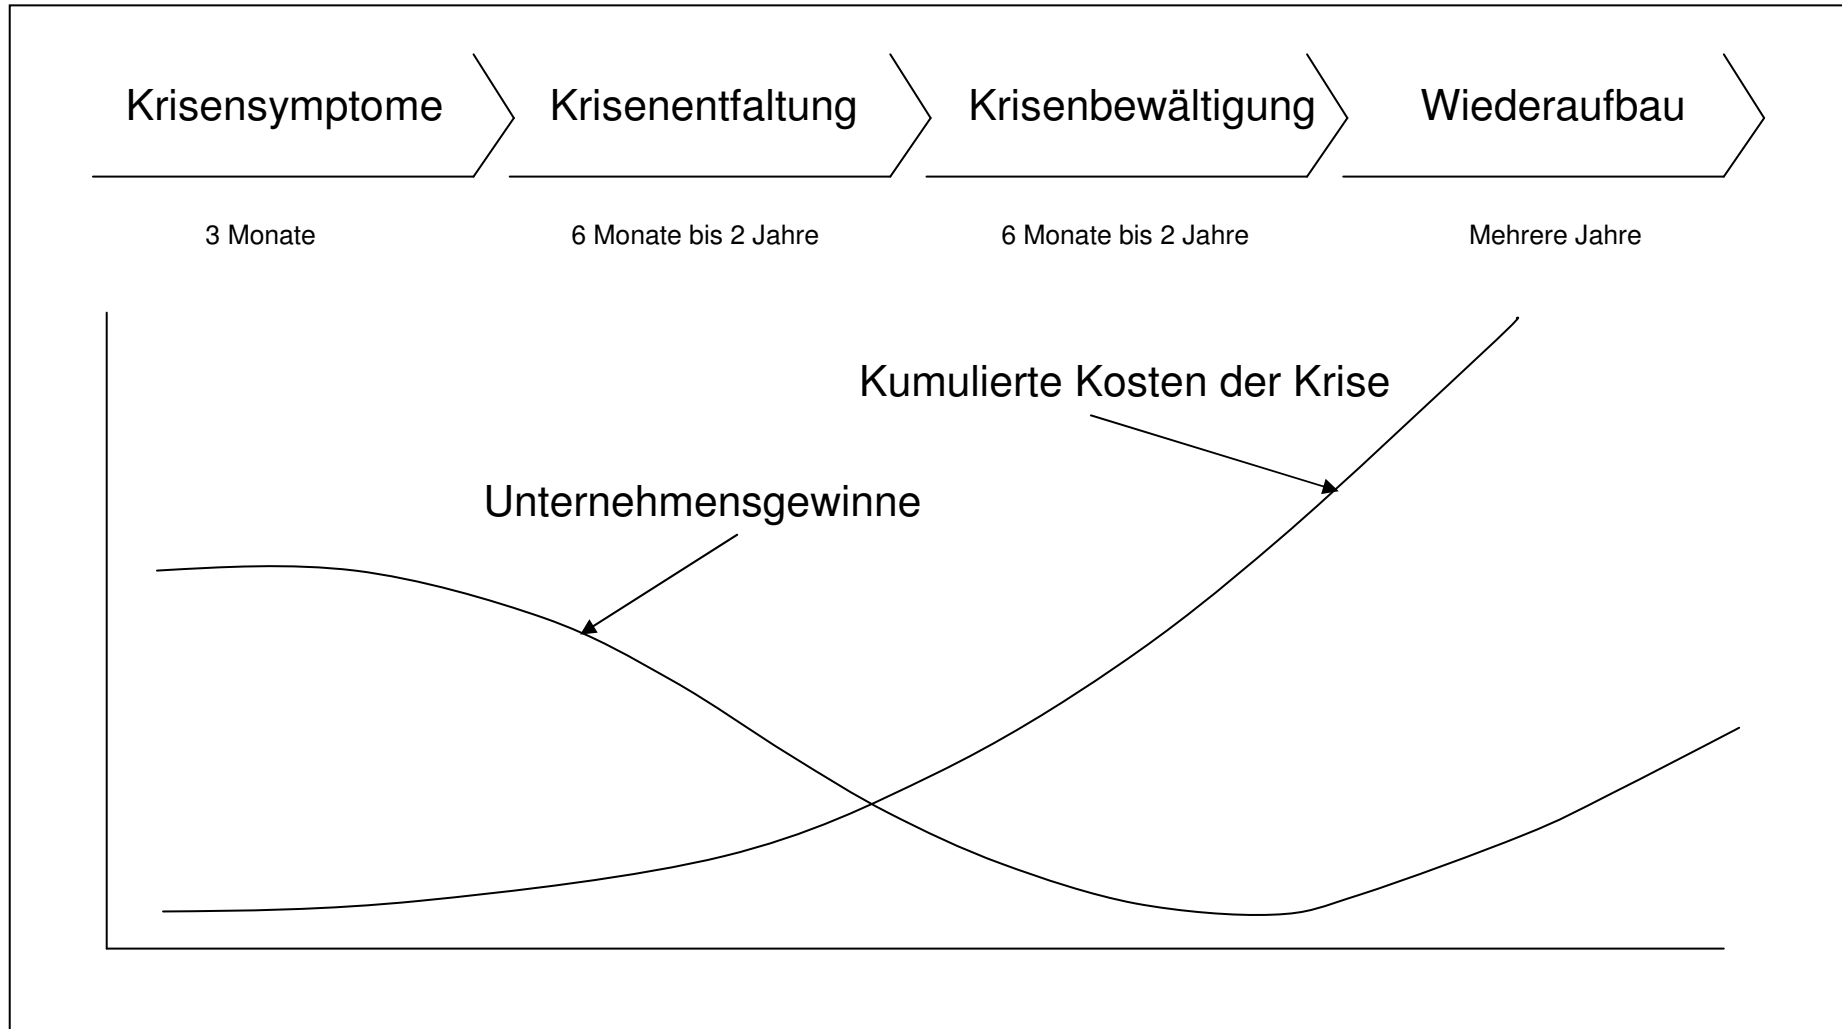 Krisensymptome
Krisenentfaltung
Krisenbewältigung
Wiederaufbau
3 Monate
6 Monate bis 2 Jahre
6 Monate bis 2 Jahre
Mehrere Jahre
Kumulierte Kosten der Krise
Unternehmensgewinne